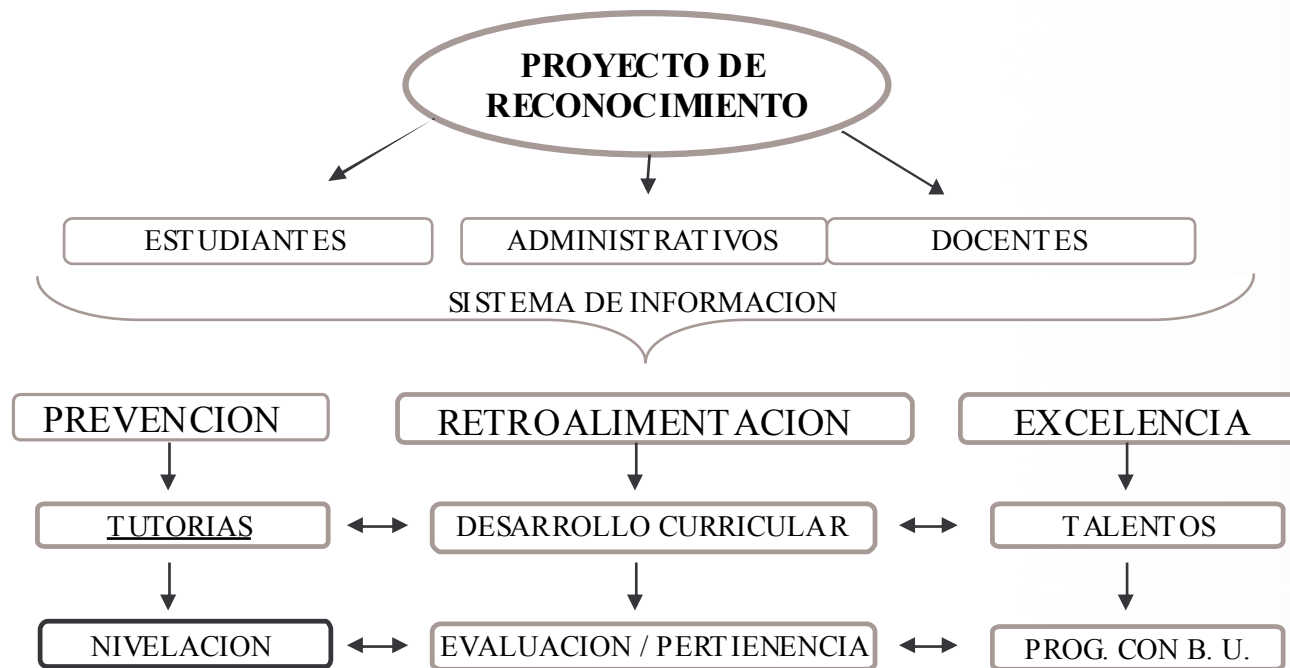 PROYECTO DE
RECONOCIMIENTO
ESTUDIANTES
ADMINISTRATIVOS
DOCENTES
SISTEMA DE INFORMACION
PREVENCION
RETROALIMENTACION
EXCELENCIA
TUTORIAS
DESARROLLO CURRICULAR
TALENTOS
NIVELACION
EVALUACION / PERTIENENCIA
PROG. CON B. U.